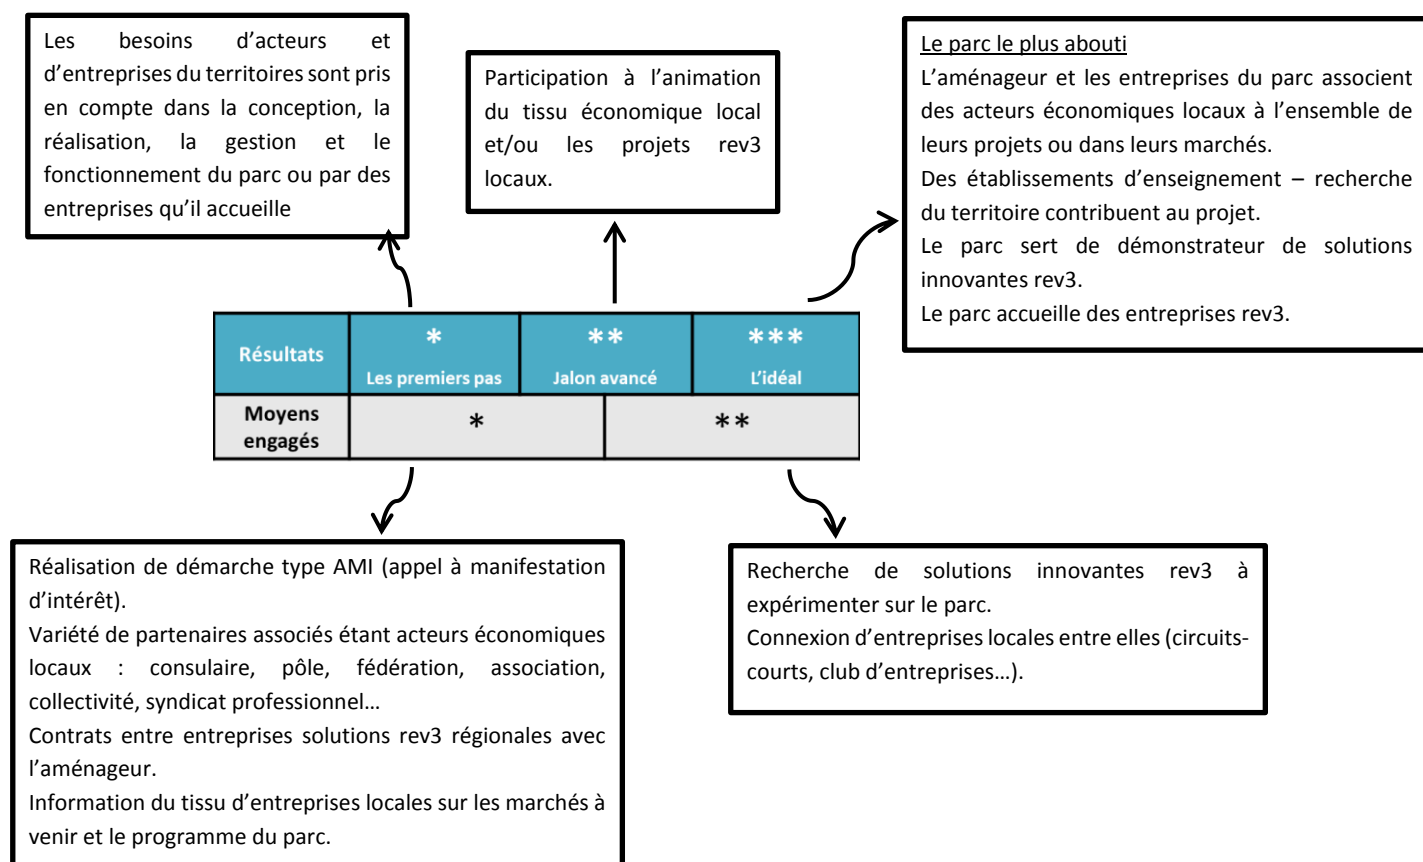 Les besoins d’acteurs et
d’entreprises du territoires sont pris
en compte dans la conception, la
réalisation, la gestion et le
fonctionnement du parc ou par des
entreprises qu’il accueille
Participation à l’animation
du tissu économique local
et/ou les projets rev3
locaux.
Le parc le plus abouti
L’aménageur et les entreprises du parc associent
des acteurs économiques locaux à l’ensemble de
leurs projets ou dans leurs marchés.
Des établissements d’enseignement – recherche
du territoire contribuent au projet.
Le parc sert de démonstrateur de solutions
innovantes rev3.
Le parc accueille des entreprises rev3.
Résultats
*
Les premiers pas
**
Jalon avancé
***
L’idéal
Moyens
engagés
*
**
Réalisation de démarche type AMI (appel à manifestation
d’intérêt).
Variété de partenaires associés étant acteurs économiques
locaux : consulaire, pôle, fédération, association,
collectivité, syndicat professionnel…
Contrats entre entreprises solutions rev3 régionales avec
l’aménageur.
Information du tissu d’entreprises locales sur les marchés à
venir et le programme du parc.
Recherche de solutions innovantes rev3 à
expérimenter sur le parc.
Connexion d’entreprises locales entre elles (circuits-
courts, club d’entreprises…).